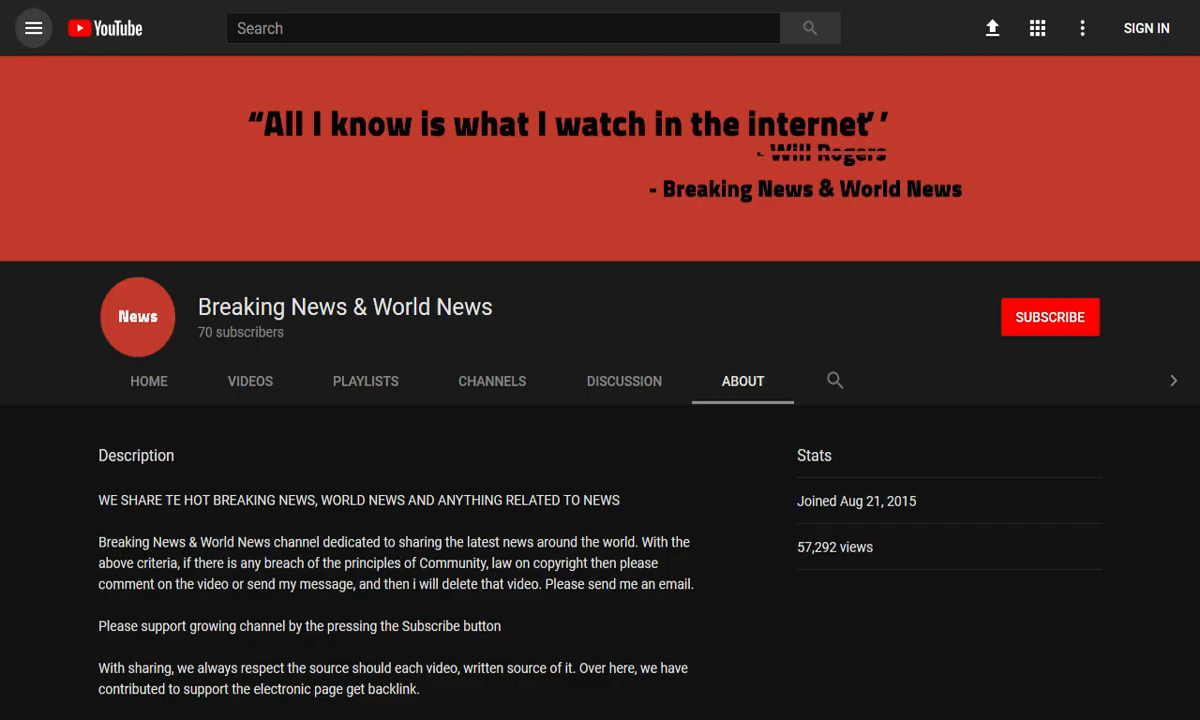 YouTube
Search
SIGN IN
“All I know is what I watch in the internet’’
- Will Rogers
- Breaking News & World News
News
Breaking News & World News
70 subscribers
SUBSCRIBE
HOME VIDEOS PLAYLISTS CHANNELS DISCUSSION ABOUT
Description
WE SHARE TE HOT BREAKING NEWS, WORLD NEWS AND ANYTHING RELATED TO NEWS
Breaking News & World News channel dedicated to sharing the latest news around the world. With the
above criteria, if there is any breach of the principles of Community, law on copyright then please
comment on the video or send my message, and then i will delete that video. Please send me an email.
Please support growing channel by the pressing the Subscribe button
With sharing, we always respect the source should each video, written source of it. Over here, we have
contributed to support the electronic page get backlink.
Stats
Joined Aug 21, 2015
57,292 views